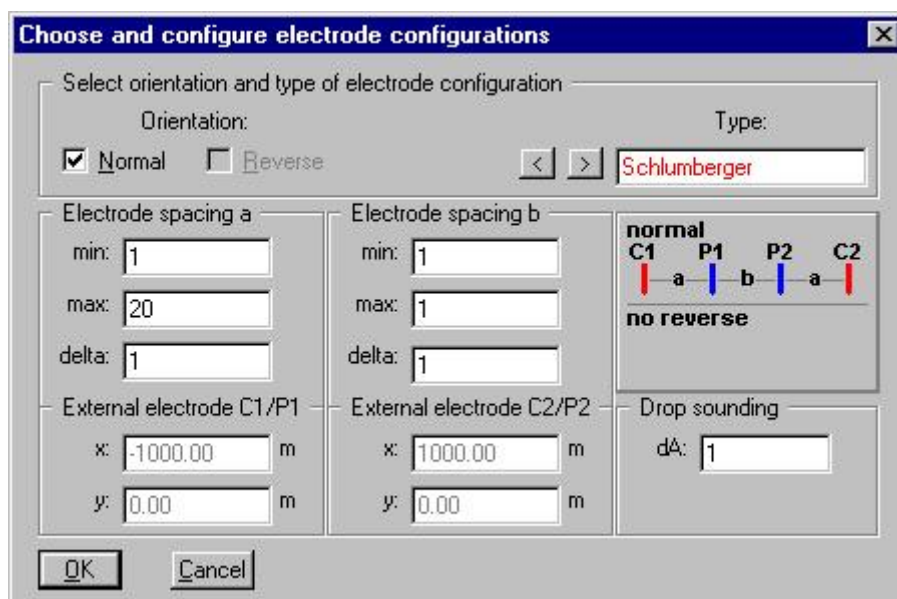 Choose and configure electrode configurations
Select orientation and type of electrode configuration
Orientation:
Type:
Normal
Reverse
<
>
Schlumberger
Electrode spacing a
min: 1
max: 20
delta: 1
Electrode spacing b
min: 1
max: 1
delta: 1
normal
C1 P1 P2 C2
a b a
no reverse
External electrode C1/P1
x: -1000.00 m
y: 0.00 m
External electrode C2/P2
x: 1000.00 m
y: 0.00 m
Drop sounding
dA: 1
OK
Cancel